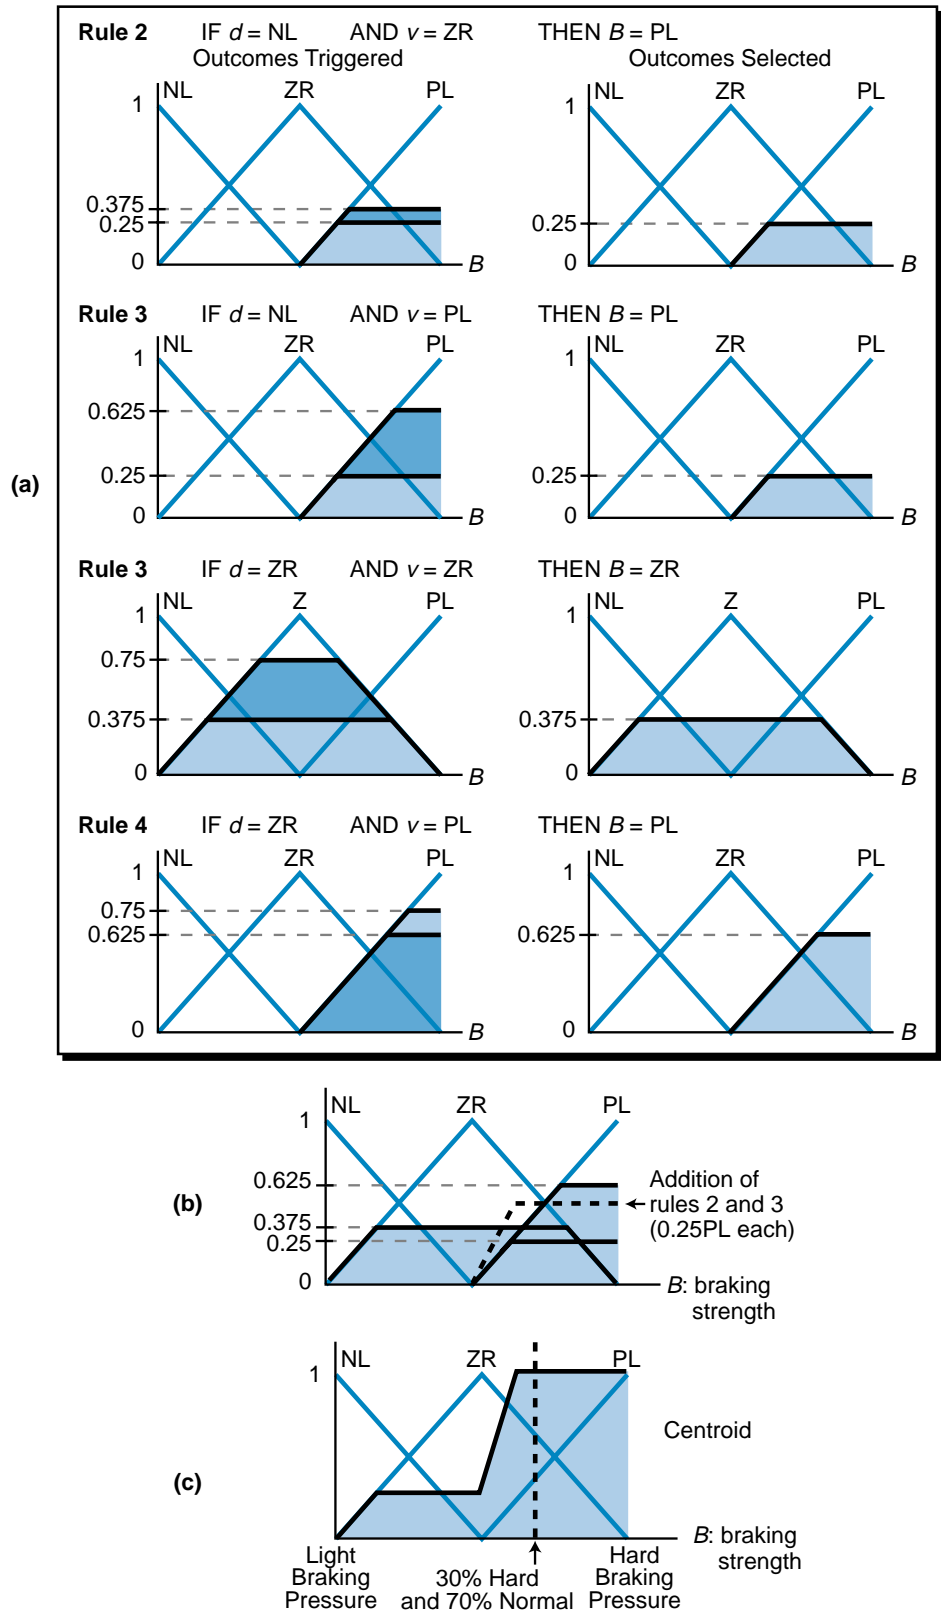 Rule 2 IF d = NL AND v = ZR THEN B = PL
Outcomes Triggered Outcomes Selected
NL ZR PL NL ZR PL
1 1
0.375
0.25 0.25
0 B 0 B
Rule 3 IF d = NL AND v = PL THEN B = PL
NL ZR PL NL ZR PL
1 1
0.625
0.25 0.25
0 B 0 B
(a)
Rule 3 IF d = ZR AND v = ZR THEN B = ZR
NL Z PL NL Z PL
1 1
0.75
0.375 0.375
0 B 0 B
Rule 4 IF d = ZR AND v = PL THEN B = PL
NL ZR PL NL ZR PL
1 1
0.75
0.625 0.625
0 B 0 B
(b)
NL ZR PL
1
0.625
0.375
0.25
0
Addition of
rules 2 and 3
(0.25PL each)
B: braking
strength
(c)
NL ZR PL
1
Centroid
B: braking
strength
Light
Braking
Pressure
30% Hard
and 70% Normal
Hard
Braking
Pressure